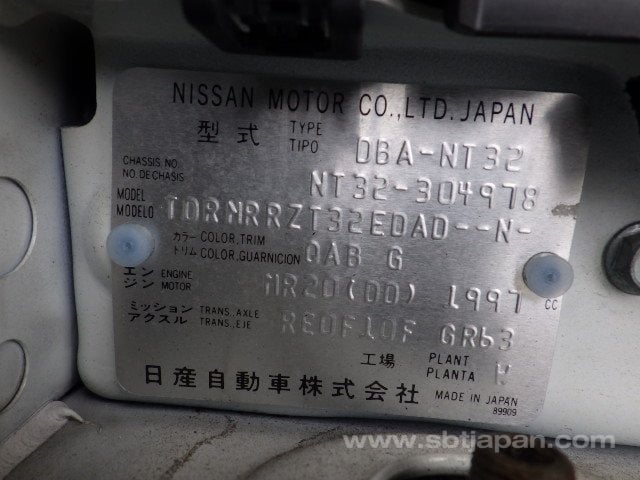 NISSAN MOTOR CO.,LTD. JAPAN
型式 TYPE TIPO DBA-NT32
CHASSIS NO. NO. DE CHASIS NT32-304978
MODEL MODELO TDRNRRZT32EDAD--N-
カラー COLOR, TRIM トリム COLOR, GUARNICION QAB G
エンジン ENGINE MOTOR MR20(DD) 1997 CC
ミッション TRANS., AXLE アクスル TRANS., EJE RE0F10F GR63
工場 PLANT PLANTA W
日産自動車株式会社 MADE IN JAPAN
89909
www.sbtjapan.com